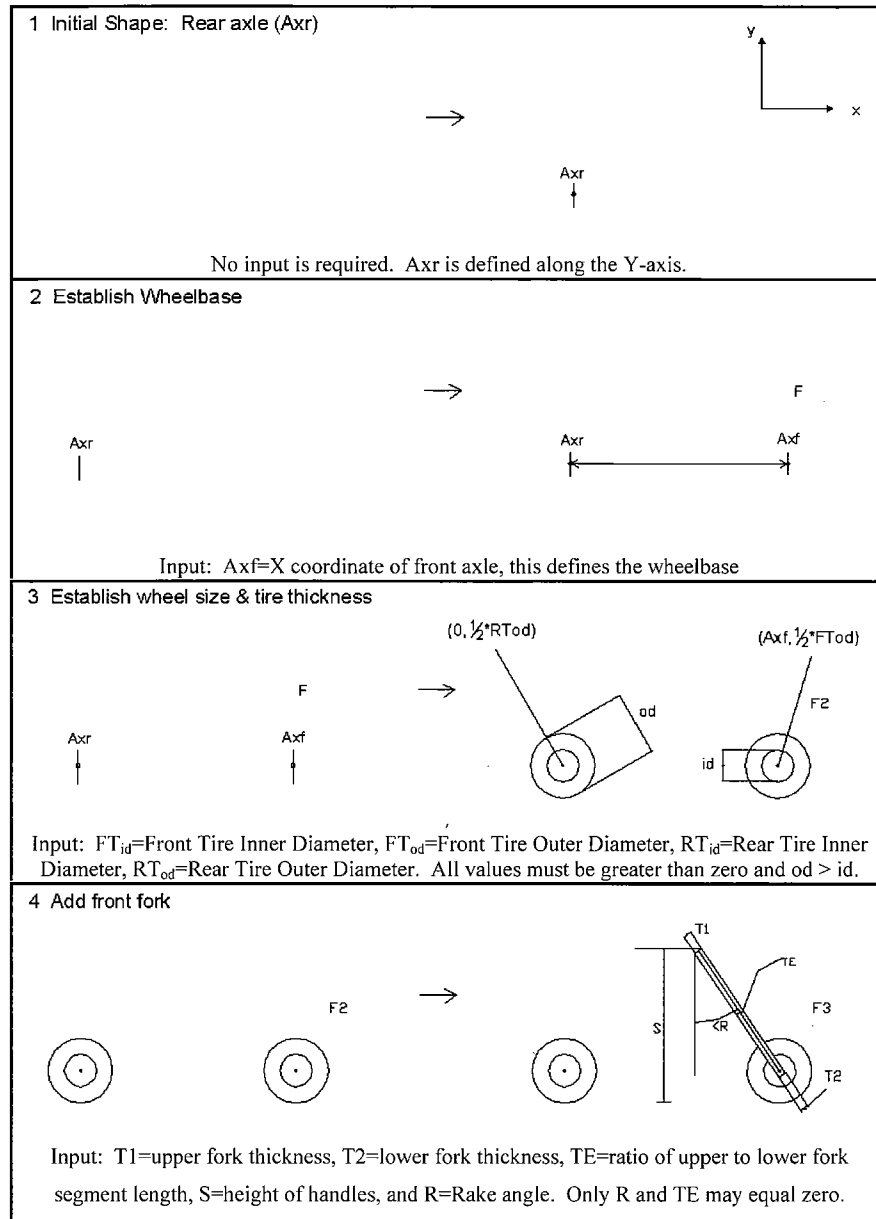 1 Initial Shape: Rear axle (Axr)
y
x
Axr
No input is required. Axr is defined along the Y-axis.
2 Establish Wheelbase
F
Axr
Axr
Axf
Input: Axf=X coordinate of front axle, this defines the wheelbase
3 Establish wheel size & tire thickness
(0,½*RTod)
(Axf,½*FTod)
F
od
F2
Axr
Axf
id
Input: FTid=Front Tire Inner Diameter, FTod=Front Tire Outer Diameter, RTid=Rear Tire Inner
Diameter, RTod=Rear Tire Outer Diameter. All values must be greater than zero and od > id.
4 Add front fork
T1
TE
F2
F3
S
<R
T2
Input: T1=upper fork thickness, T2=lower fork thickness, TE=ratio of upper to lower fork
segment length, S=height of handles, and R=Rake angle. Only R and TE may equal zero.